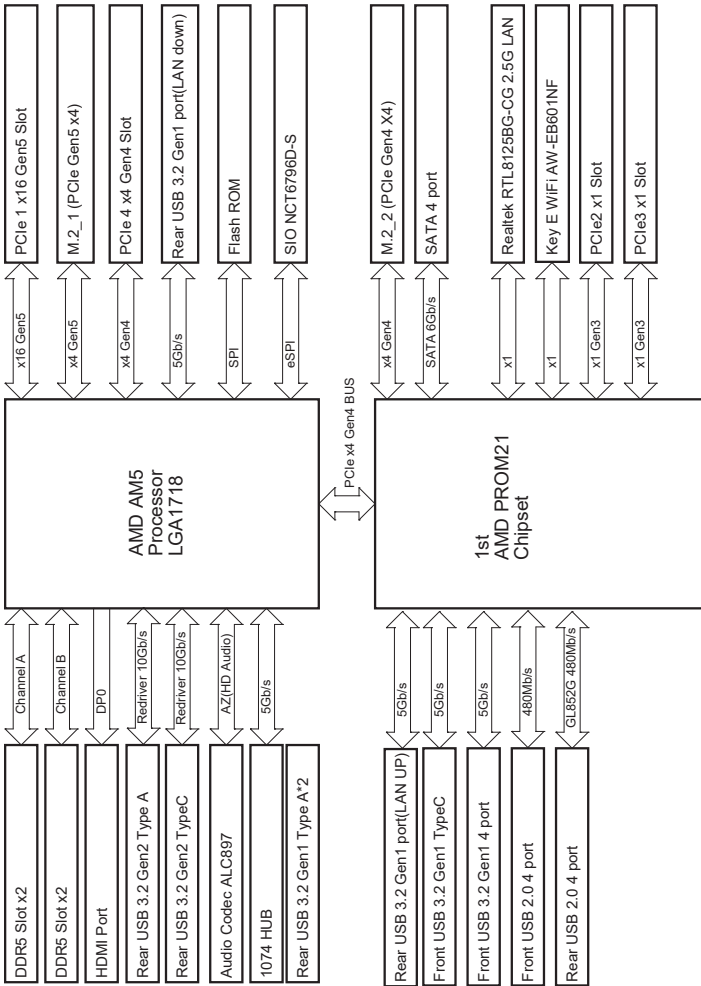 PCIe 1 x16 Gen5 Slot
M.2_1 (PCIe Gen5 x4)
PCIe 4 x4 Gen4 Slot
Rear USB 3.2 Gen1 port(LAN down)
Flash ROM
SIO NCT6796D-S
M.2_2 (PCIe Gen4 X4)
SATA 4 port
Realtek RTL8125BG-CG 2.5G LAN
Key E WiFi AW-EB601NF
PCIe2 x1 Slot
PCIe3 x1 Slot
x16 Gen5
x4 Gen5
x4 Gen4
5Gb/s
SPI
eSPI
x4 Gen4
SATA 6Gb/s
x1
x1
x1 Gen3
x1 Gen3
AMD AM5
Processor
LGA1718
PCIe x4 Gen4 BUS
1st
AMD PROM21
Chipset
Channel A
Channel B
DP0
Redriver 10Gb/s
Redriver 10Gb/s
AZ(HD Audio)
5Gb/s
5Gb/s
5Gb/s
5Gb/s
480Mb/s
GL852G 480Mb/s
DDR5 Slot x2
DDR5 Slot x2
HDMI Port
Rear USB 3.2 Gen2 Type A
Rear USB 3.2 Gen2 TypeC
Audio Codec ALC897
1074 HUB
Rear USB 3.2 Gen1 Type A*2
Rear USB 3.2 Gen1 port(LAN UP)
Front USB 3.2 Gen1 TypeC
Front USB 3.2 Gen1 4 port
Front USB 2.0 4 port
Rear USB 2.0 4 port